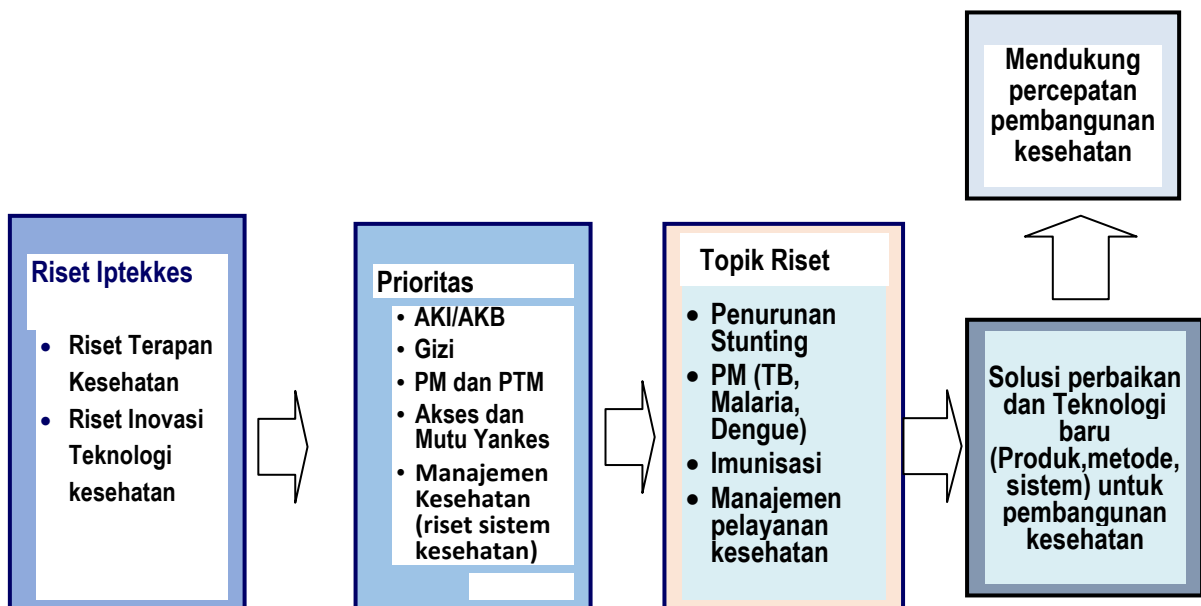 Riset Iptekkes
• Riset Terapan
Kesehatan
• Riset Inovasi
Teknologi
kesehatan
Prioritas
• AKI/AKB
• Gizi
• PM dan PTM
• Akses dan
Mutu Yankes
• Manajemen
Kesehatan
(riset sistem
kesehatan)
Topik Riset
• Penurunan
Stunting
• PM (TB,
Malaria,
Dengue)
• Imunisasi
• Manajemen
pelayanan
kesehatan
Solusi perbaikan
dan Teknologi
baru
(Produk,metode,
sistem) untuk
pembangunan
kesehatan
Mendukung
percepatan
pembangunan
kesehatan